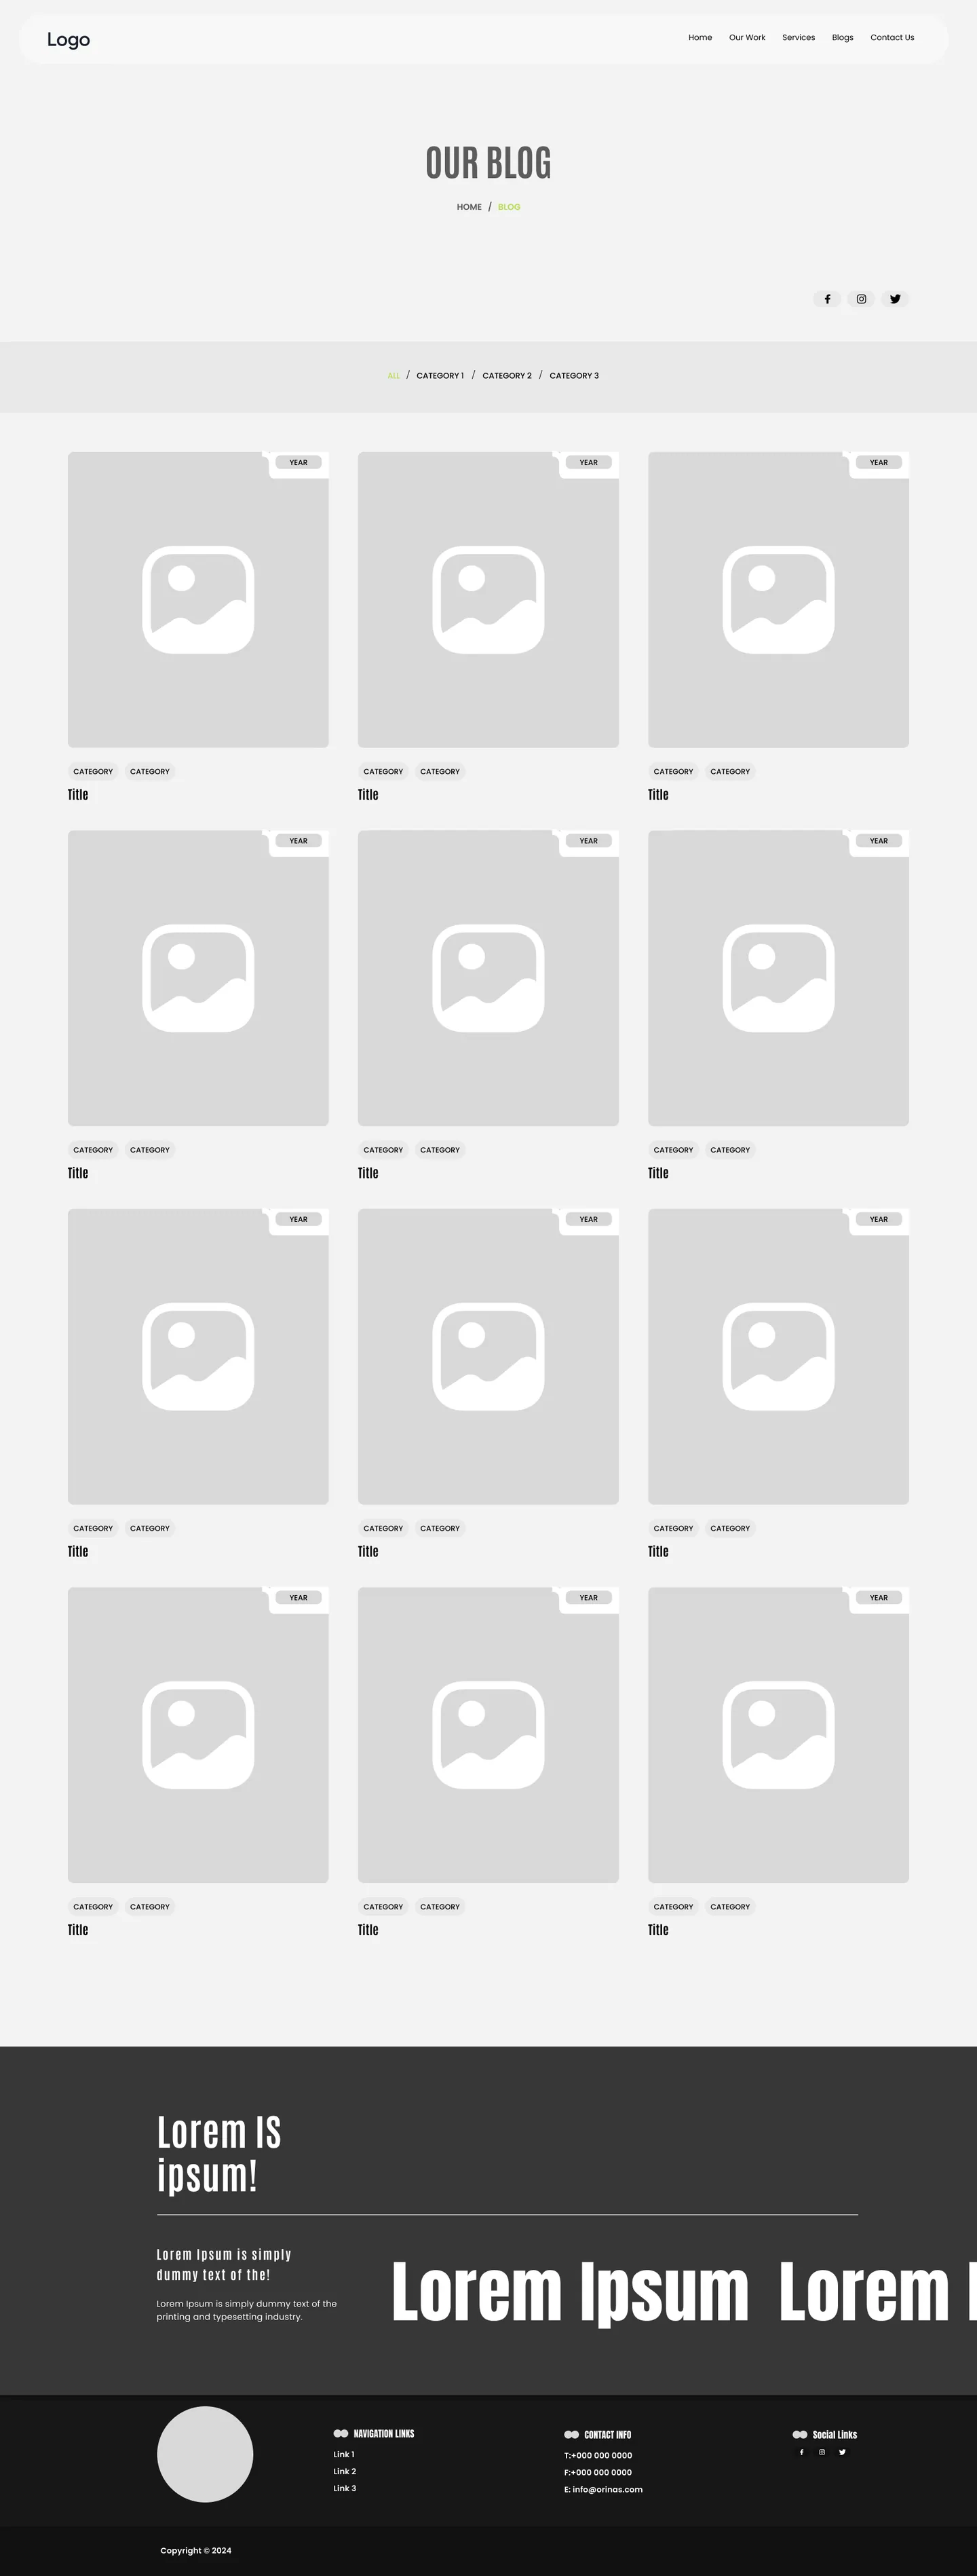 Logo
Home Our Work Services Blogs Contact Us
OUR BLOG
HOME / BLOG
ALL / CATEGORY 1 / CATEGORY 2 / CATEGORY 3
YEAR YEAR YEAR
CATEGORY CATEGORY CATEGORY CATEGORY CATEGORY CATEGORY
Title Title Title
YEAR YEAR YEAR
CATEGORY CATEGORY CATEGORY CATEGORY CATEGORY CATEGORY
Title Title Title
YEAR YEAR YEAR
CATEGORY CATEGORY CATEGORY CATEGORY CATEGORY CATEGORY
Title Title Title
YEAR YEAR YEAR
CATEGORY CATEGORY CATEGORY CATEGORY CATEGORY CATEGORY
Title Title Title
Lorem IS
ipsum!
Lorem Ipsum is simply
dummy text of the!
Lorem Ipsum is simply dummy text of the
printing and typesetting industry.
Lorem Ipsum Lorem
NAVIGATION LINKS
Link 1
Link 2
Link 3
CONTACT INFO
T:+000 000 0000
F:+000 000 0000
E: info@orinas.com
Social Links
Copyright © 2024